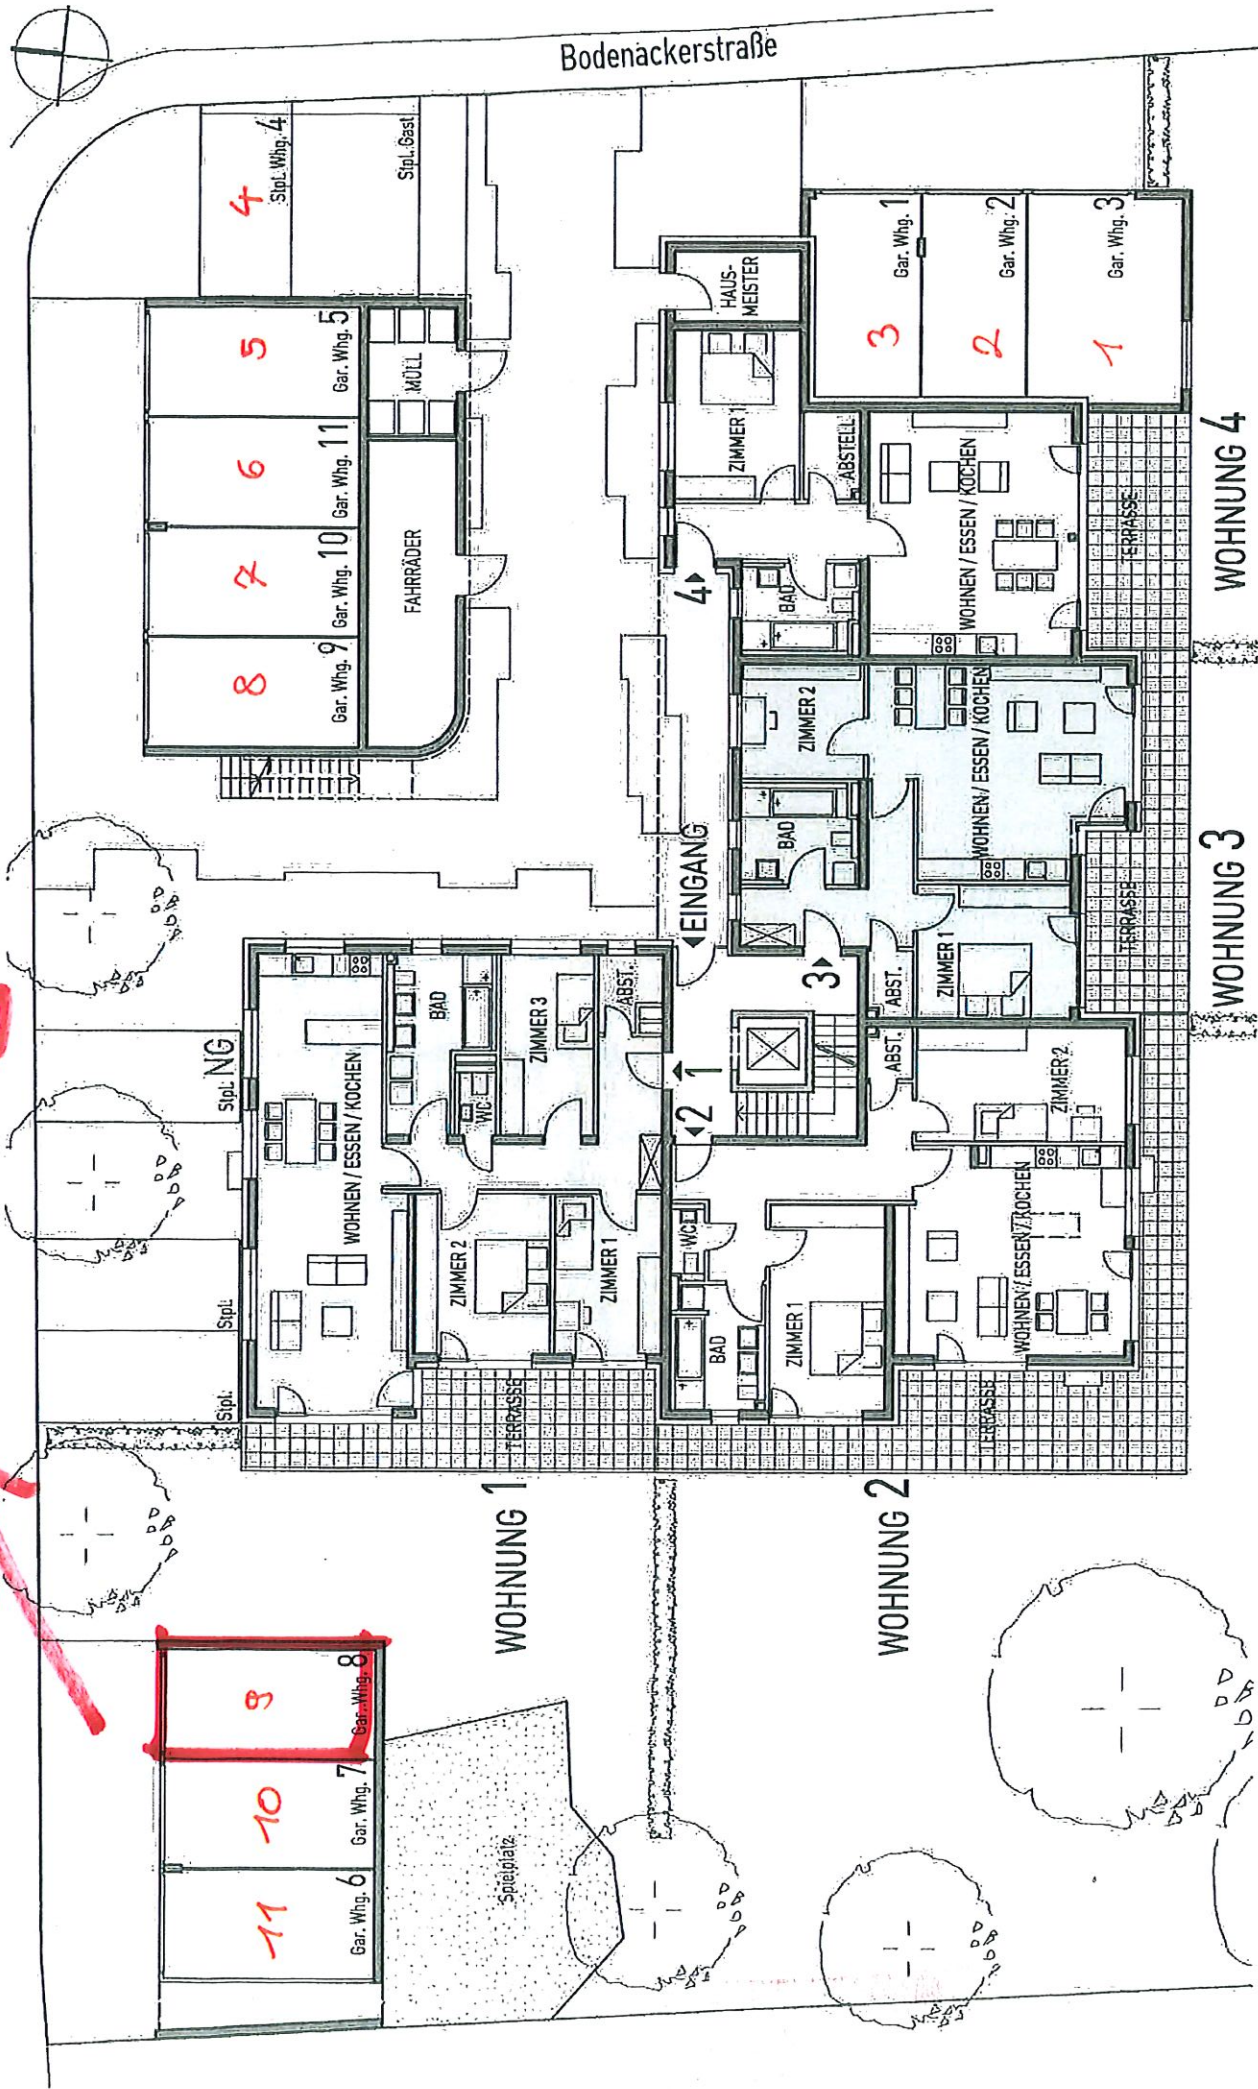 Bodenäckerstraße
4
Stpl. Whg. 4
Stpl. Gast
5
Gar. Whg. 5
6
Gar. Whg. 11
7
Gar. Whg. 10
8
Gar. Whg. 9
MÜLL
FAHRRÄDER
HAUS-
MEISTER
3
Gar. Whg. 1
2
Gar. Whg. 2
1
Gar. Whg. 3
ZIMMER 1
ABSTELL
BAD
WOHNEN / ESSEN / KOCHEN
TERRASSE
4
WOHNUNG 4
ZIMMER 2
BAD
WOHNEN / ESSEN / KOCHEN
ZIMMER 1
ABST.
TERRASSE
3
WOHNUNG 3
EINGANG
1
2
Stpl. NG
Stpl.
Stpl.
WOHNEN / ESSEN / KOCHEN
BAD
WC
ZIMMER 3
ABST.
ZIMMER 2
ZIMMER 1
TERRASSE
WOHNUNG 1
ABST.
ZIMMER 2
WC
BAD
ZIMMER 1
WOHNEN / ESSEN / KOCHEN
TERRASSE
WOHNUNG 2
9
Gar. Whg. 8
10
Gar. Whg. 7
11
Gar. Whg. 6
Spielplatz